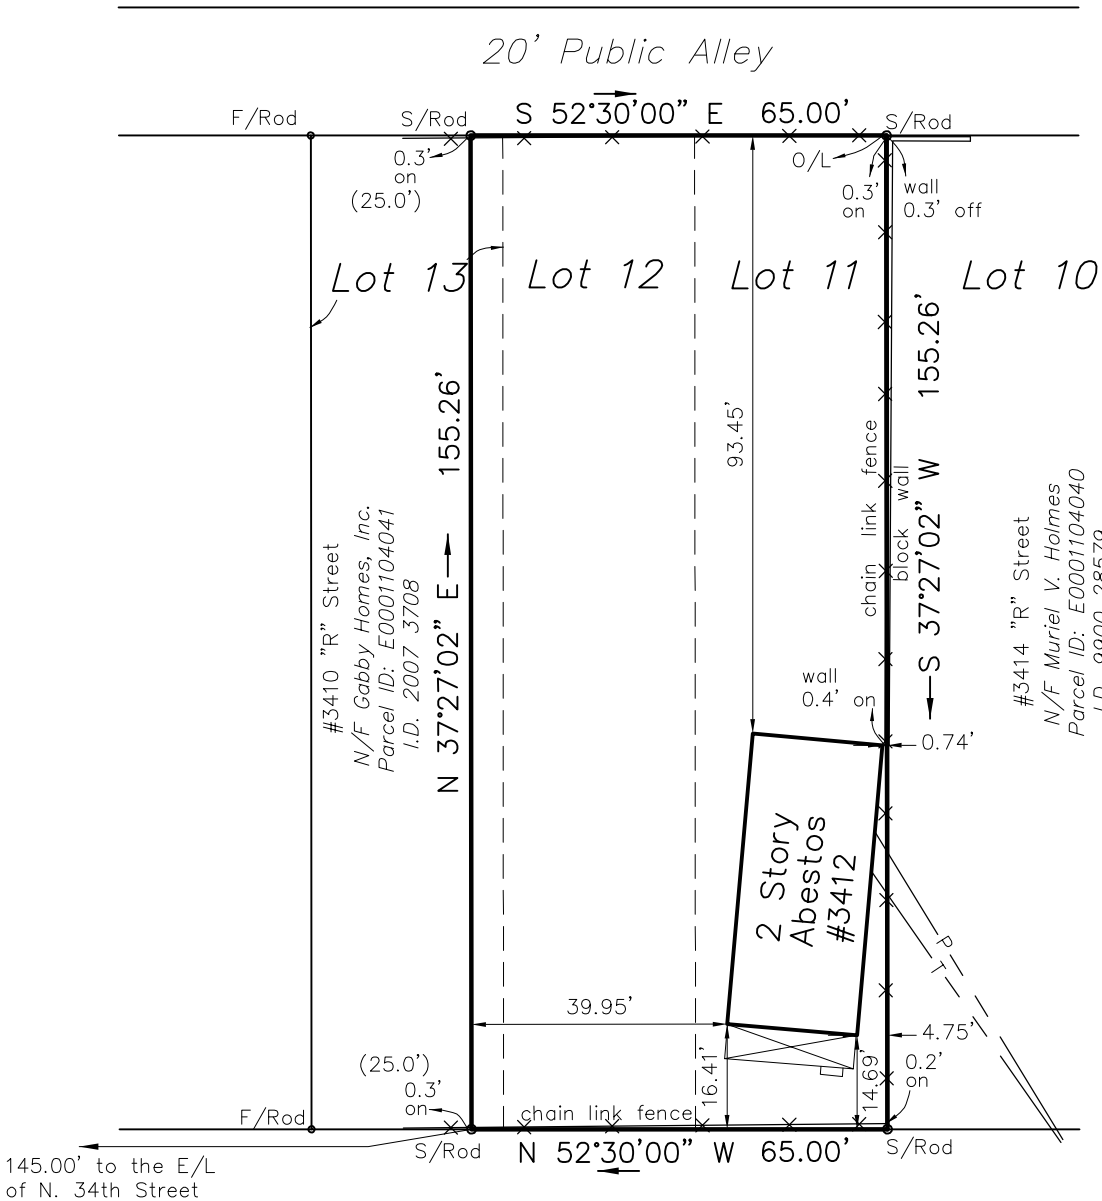 20' Public Alley
S 52°30'00" E 65.00'
F/Rod
S/Rod
S/Rod
0.3'
on
(25.0')
O/L
0.3'
on
wall
0.3' off
Lot 13
Lot 12
Lot 11
Lot 10
N 37°27'02" E 155.26'
93.45'
chain link fence
block wall
S 37°27'02" W 155.26'
#3410 "R" Street
N/F Gabby Homes, Inc.
Parcel ID: E0001104041
I.D. 2007 3708
#3414 "R" Street
N/F Muriel V. Holmes
Parcel ID: E0001104040
I.D. 9900 28579
wall
0.4' on
0.74'
2 Story
Abestos
#3412
P
T
39.95'
4.75'
16.41'
14.69'
0.2'
on
(25.0')
0.3'
on
F/Rod
chain link fence
S/Rod
N 52°30'00" W 65.00'
S/Rod
145.00' to the E/L
of N. 34th Street